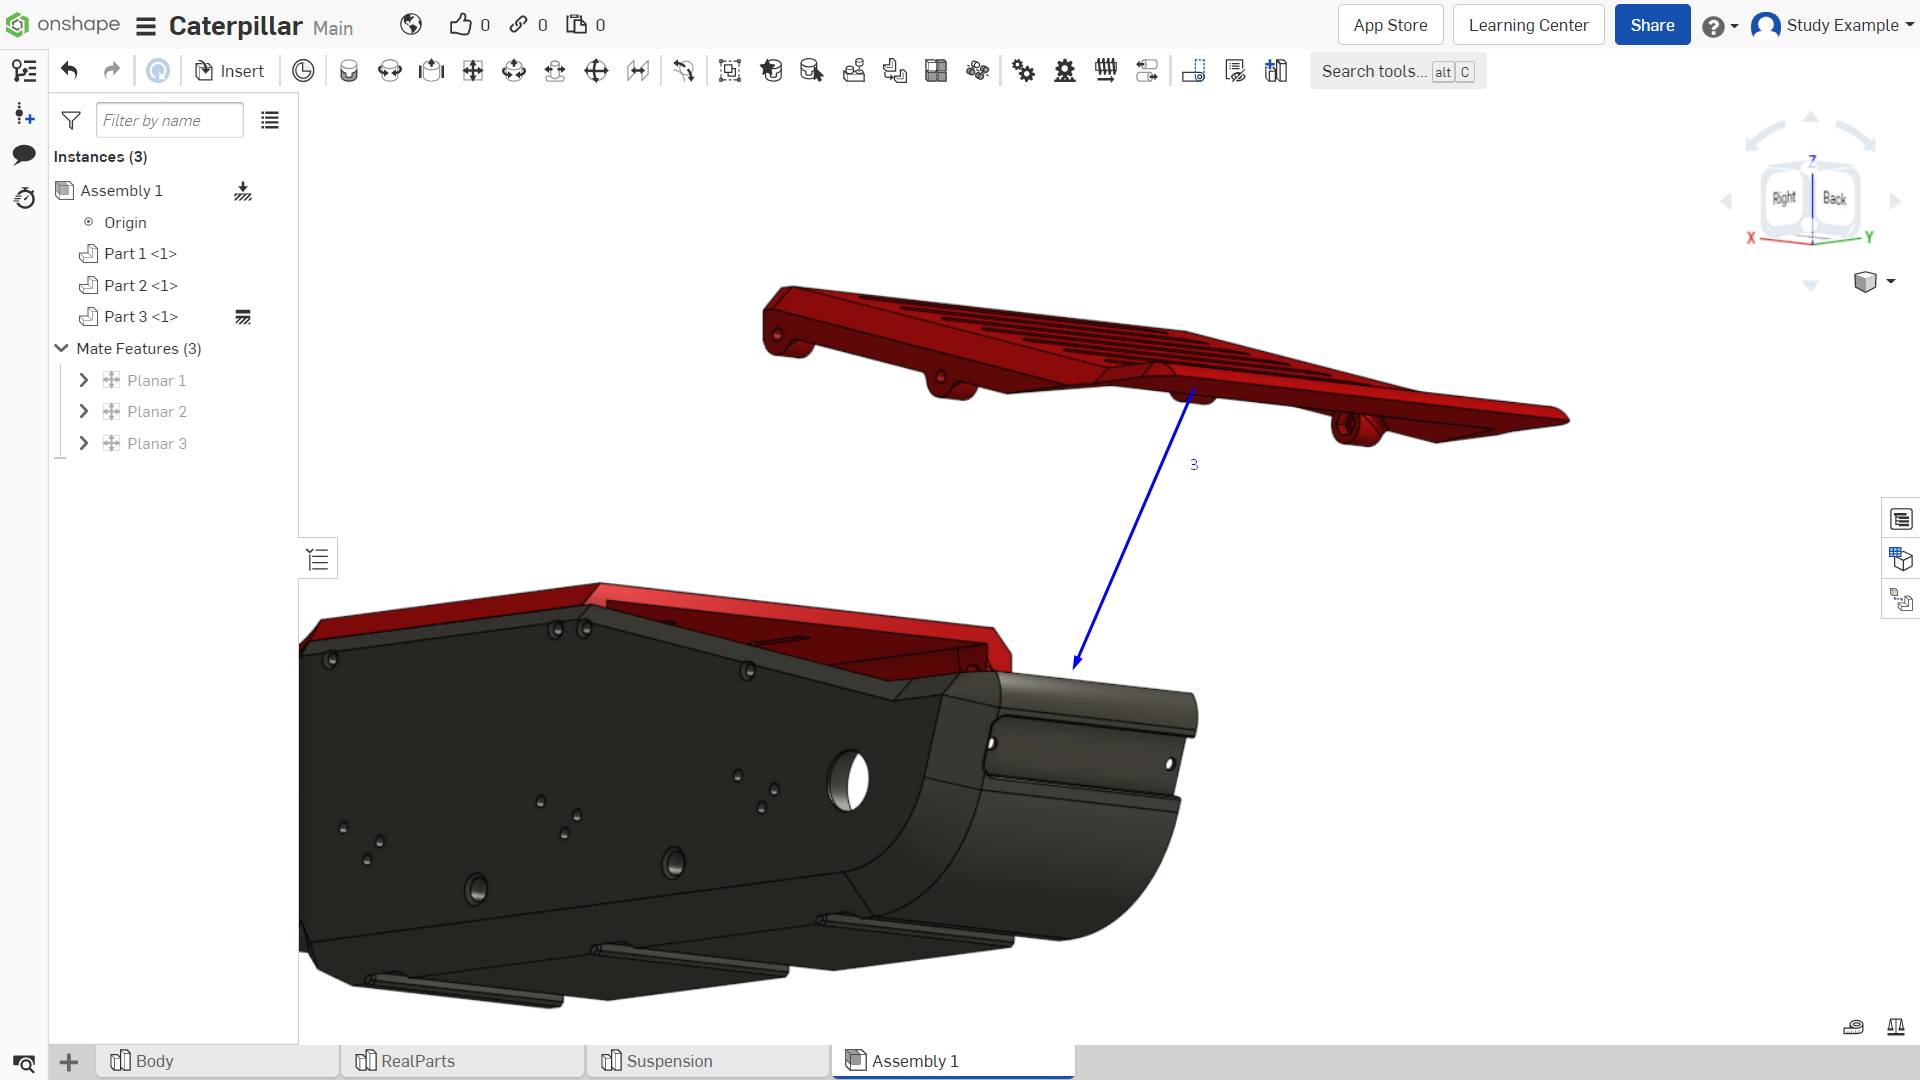 onshape Caterpillar Main 0 0 0 App Store Learning Center Share Study Example
Insert Search tools... alt C
Filter by name
Instances (3)
Assembly 1
Origin
Part 1 <1>
Part 2 <1>
Part 3 <1>
Mate Features (3)
Planar 1
Planar 2
Planar 3
Z
Right Back
X Y
3
Body RealParts Suspension Assembly 1